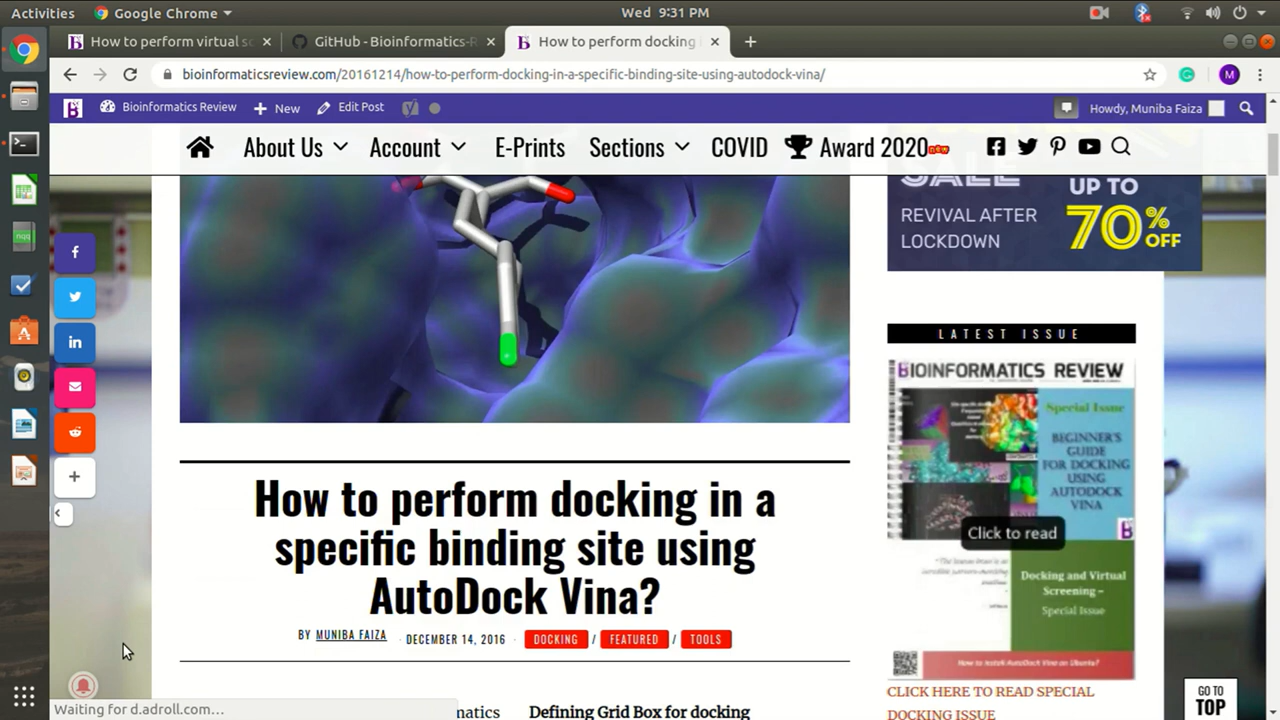 Activities
Google Chrome
Wed 9:31 PM
How to perform virtual sc
GitHub - Bioinformatics-R
How to perform docking
bioinformaticsreview.com/20161214/how-to-perform-docking-in-a-specific-binding-site-using-autodock-vina/
M
Bioinformatics Review
New
Edit Post
Howdy, Muniba Faiza
About Us
Account
E-Prints
Sections
COVID
Award 2020 new
SALE
UP TO
REVIVAL AFTER
LOCKDOWN
70%
OFF
LATEST ISSUE
BIOINFORMATICS REVIEW
Special Issue
BEGINNER'S
GUIDE
FOR DOCKING
USING
AUTODOCK
VINA
Click to read
Docking and Virtual
Screening –
Special Issue
How to install AutoDock Vina on Ubuntu?
CLICK HERE TO READ SPECIAL
DOCKING ISSUE
How to perform docking in a
specific binding site using
AutoDock Vina?
BY MUNIBA FAIZA · DECEMBER 14, 2016 · DOCKING / FEATURED / TOOLS
GO TO
TOP
Waiting for d.adroll.com...
matics
Defining Grid Box for docking